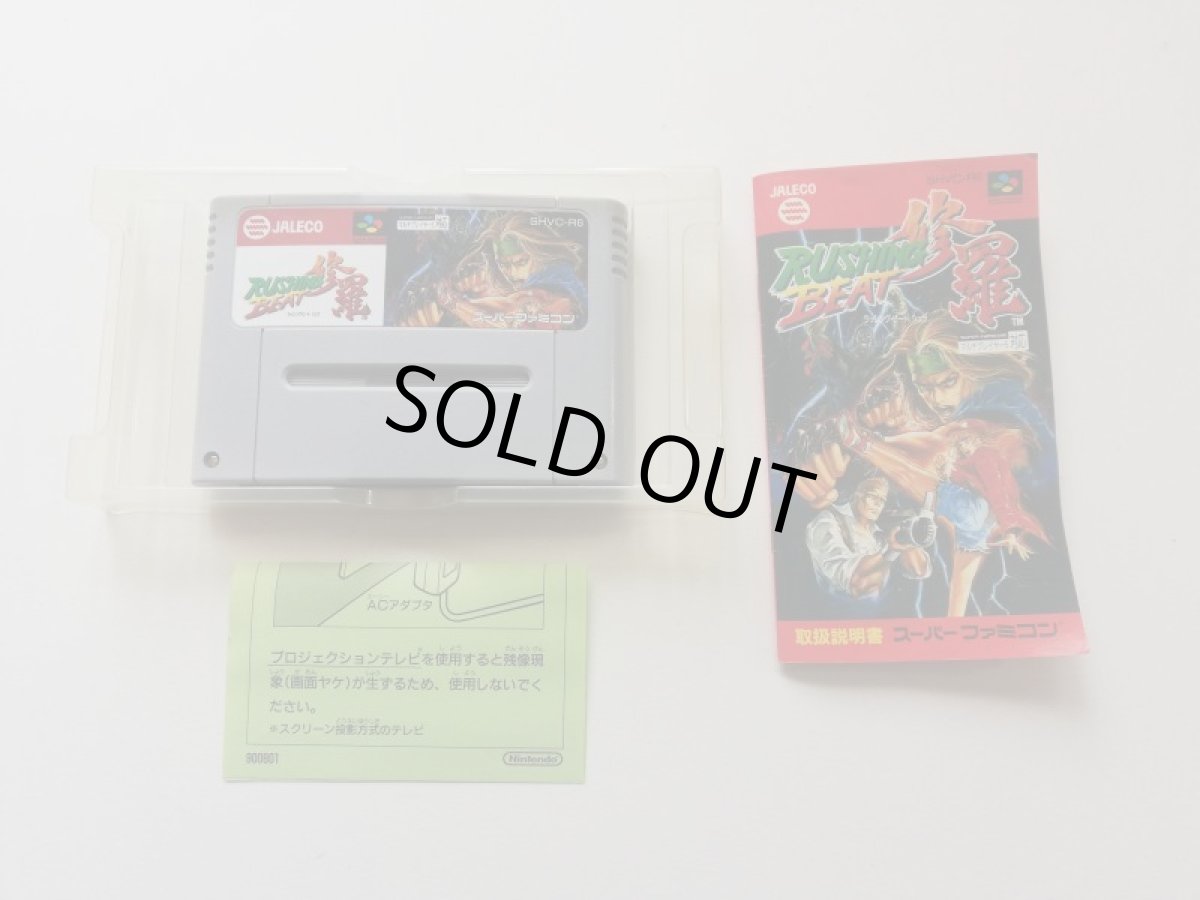 JALECO
SHVC-R6
RUSHING
BEAT
修羅
スーパーファミコン
SOLD OUT
JALECO
RUSHING
BEAT
修羅
TM
取扱説明書 スーパーファミコン
ACアダプタ
プロジェクションテレビを使用すると残像現
象(画面ヤケ)が生ずるため、使用しないでく
ださい。
*スクリーン投影方式のテレビ
Nintendo